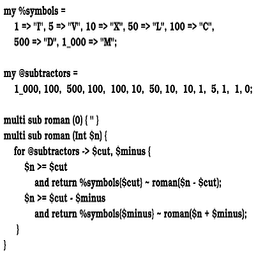 my %symbols =
1 => "I", 5 => "V", 10 => "X", 50 => "L", 100 => "C",
500 => "D", 1_000 => "M";
my @subtractors =
1_000, 100, 500, 100, 100, 10, 50, 10, 10, 1, 5, 1, 1, 0;
multi sub roman (0) { '' }
multi sub roman (Int $n) {
for @subtractors -> $cut, $minus {
$n >= $cut
and return %symbols{$cut} ~ roman($n - $cut);
$n >= $cut - $minus
and return %symbols{$minus} ~ roman($n + $minus);
}
}